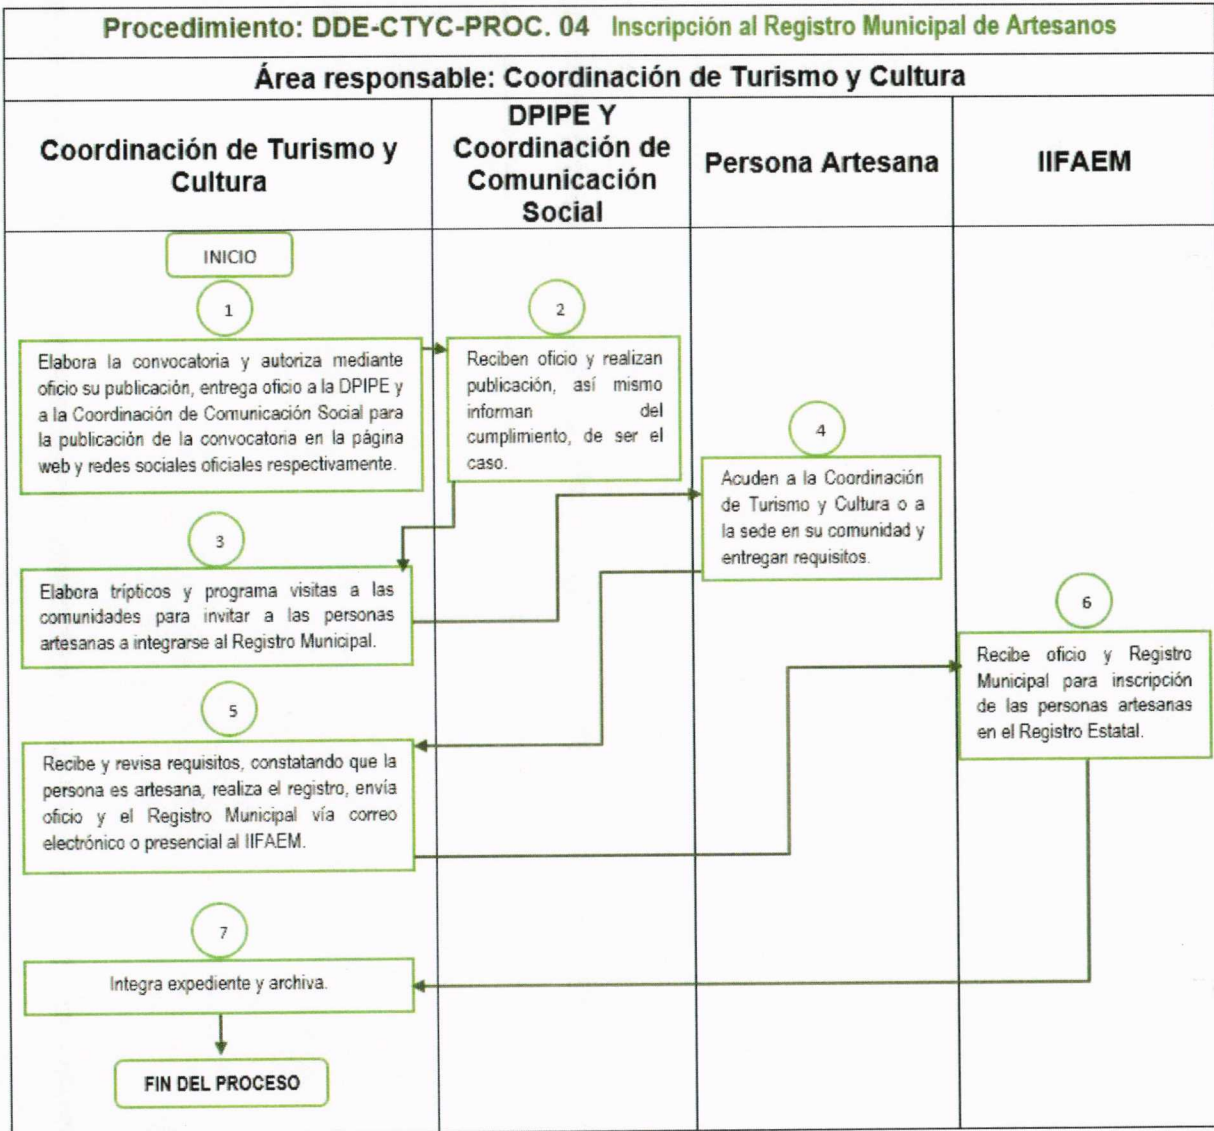 Procedimiento: DDE-CTYC-PROC. 04 Inscripción al Registro Municipal de Artesanos
Área responsable: Coordinación de Turismo y Cultura
Coordinación de Turismo y
Cultura
DPIPE Y
Coordinación de
Comunicación
Social
Persona Artesana
IIFAEM
INICIO
1
Elabora la convocatoria y autoriza mediante
oficio su publicación, entrega oficio a la DPIPE y
a la Coordinación de Comunicación Social para
la publicación de la convocatoria en la página
web y redes sociales oficiales respectivamente.
2
Reciben oficio y realizan
publicación, así mismo
informan del
cumplimiento, de ser el
caso.
3
Elabora trípticos y programa visitas a las
comunidades para invitar a las personas
artesanas a integrarse al Registro Municipal.
4
Acuden a la Coordinación
de Turismo y Cultura o a
la sede en su comunidad y
entregan requisitos.
5
Recibe y revisa requisitos, constatando que la
persona es artesana, realiza el registro, envía
oficio y el Registro Municipal vía correo
electrónico o presencial al IIFAEM.
6
Recibe oficio y Registro
Municipal para inscripción
de las personas artesanas
en el Registro Estatal.
7
Integra expediente y archiva.
FIN DEL PROCESO